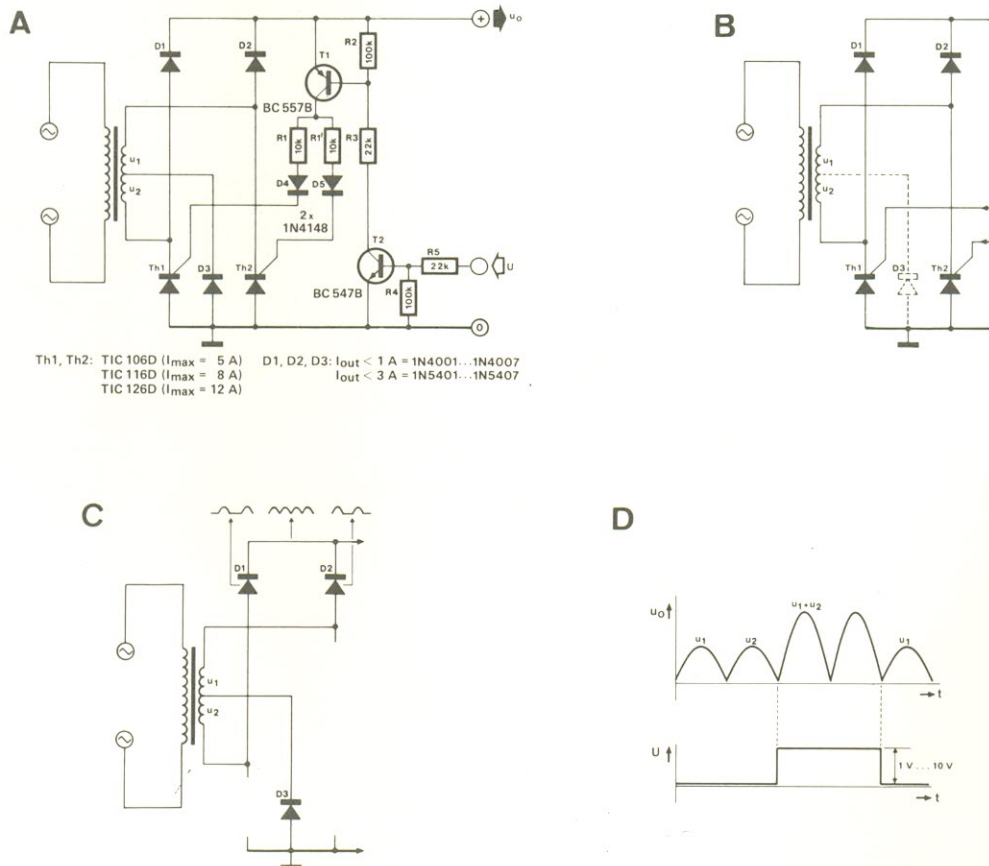 A
+
u₀
D1
D2
T1
R2
100k
BC 557B
R1
10k
R1'
10k
R3
22k
u₁
u₂
D4
D5
2x
1N4148
T2
R5
22k
U
BC 547B
R4
100k
Th1
D3
Th2
0
Th1, Th2: TIC 106D (Imax = 5 A)
TIC 116D (Imax = 8 A)
TIC 126D (Imax = 12 A)
D1, D2, D3: Iout < 1 A = 1N4001...1N4007
Iout < 3 A = 1N5401...1N5407
B
D1
D2
u₁
u₂
Th1
D3
Th2
C
D1
D2
u₁
u₂
D3
D
u₀
u₁
u₂
u₁+u₂
u₁
t
U
1 V ... 10 V
t